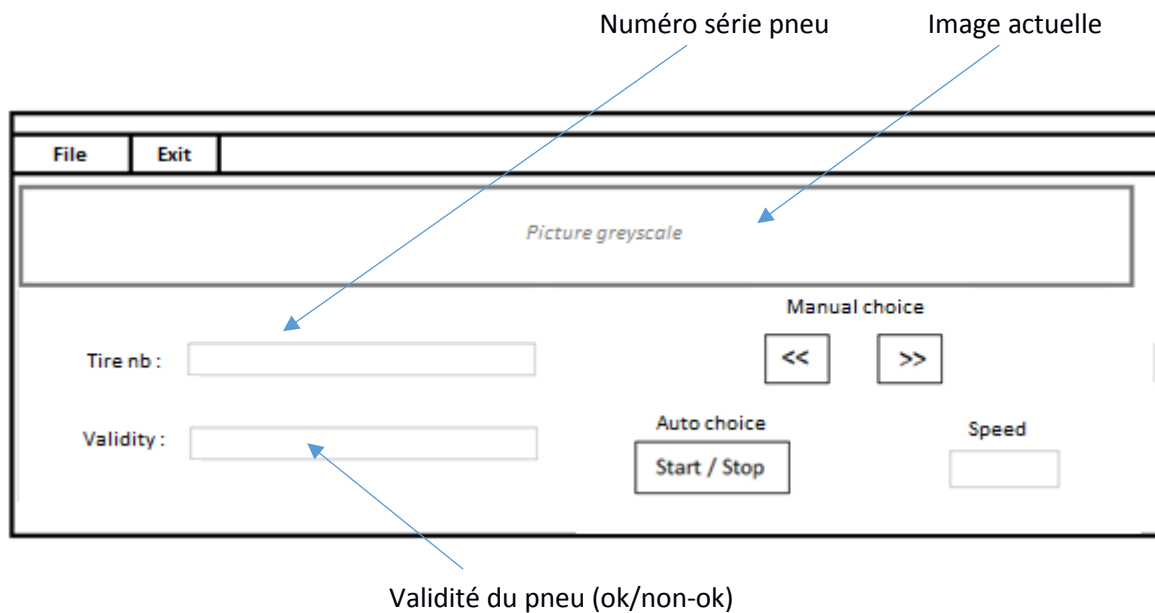 Numéro série pneu
Image actuelle
File
Exit
Picture greyscale
Manual choice
Tire nb :
<<
>>
Validity :
Auto choice
Speed
Start / Stop
Validité du pneu (ok/non-ok)